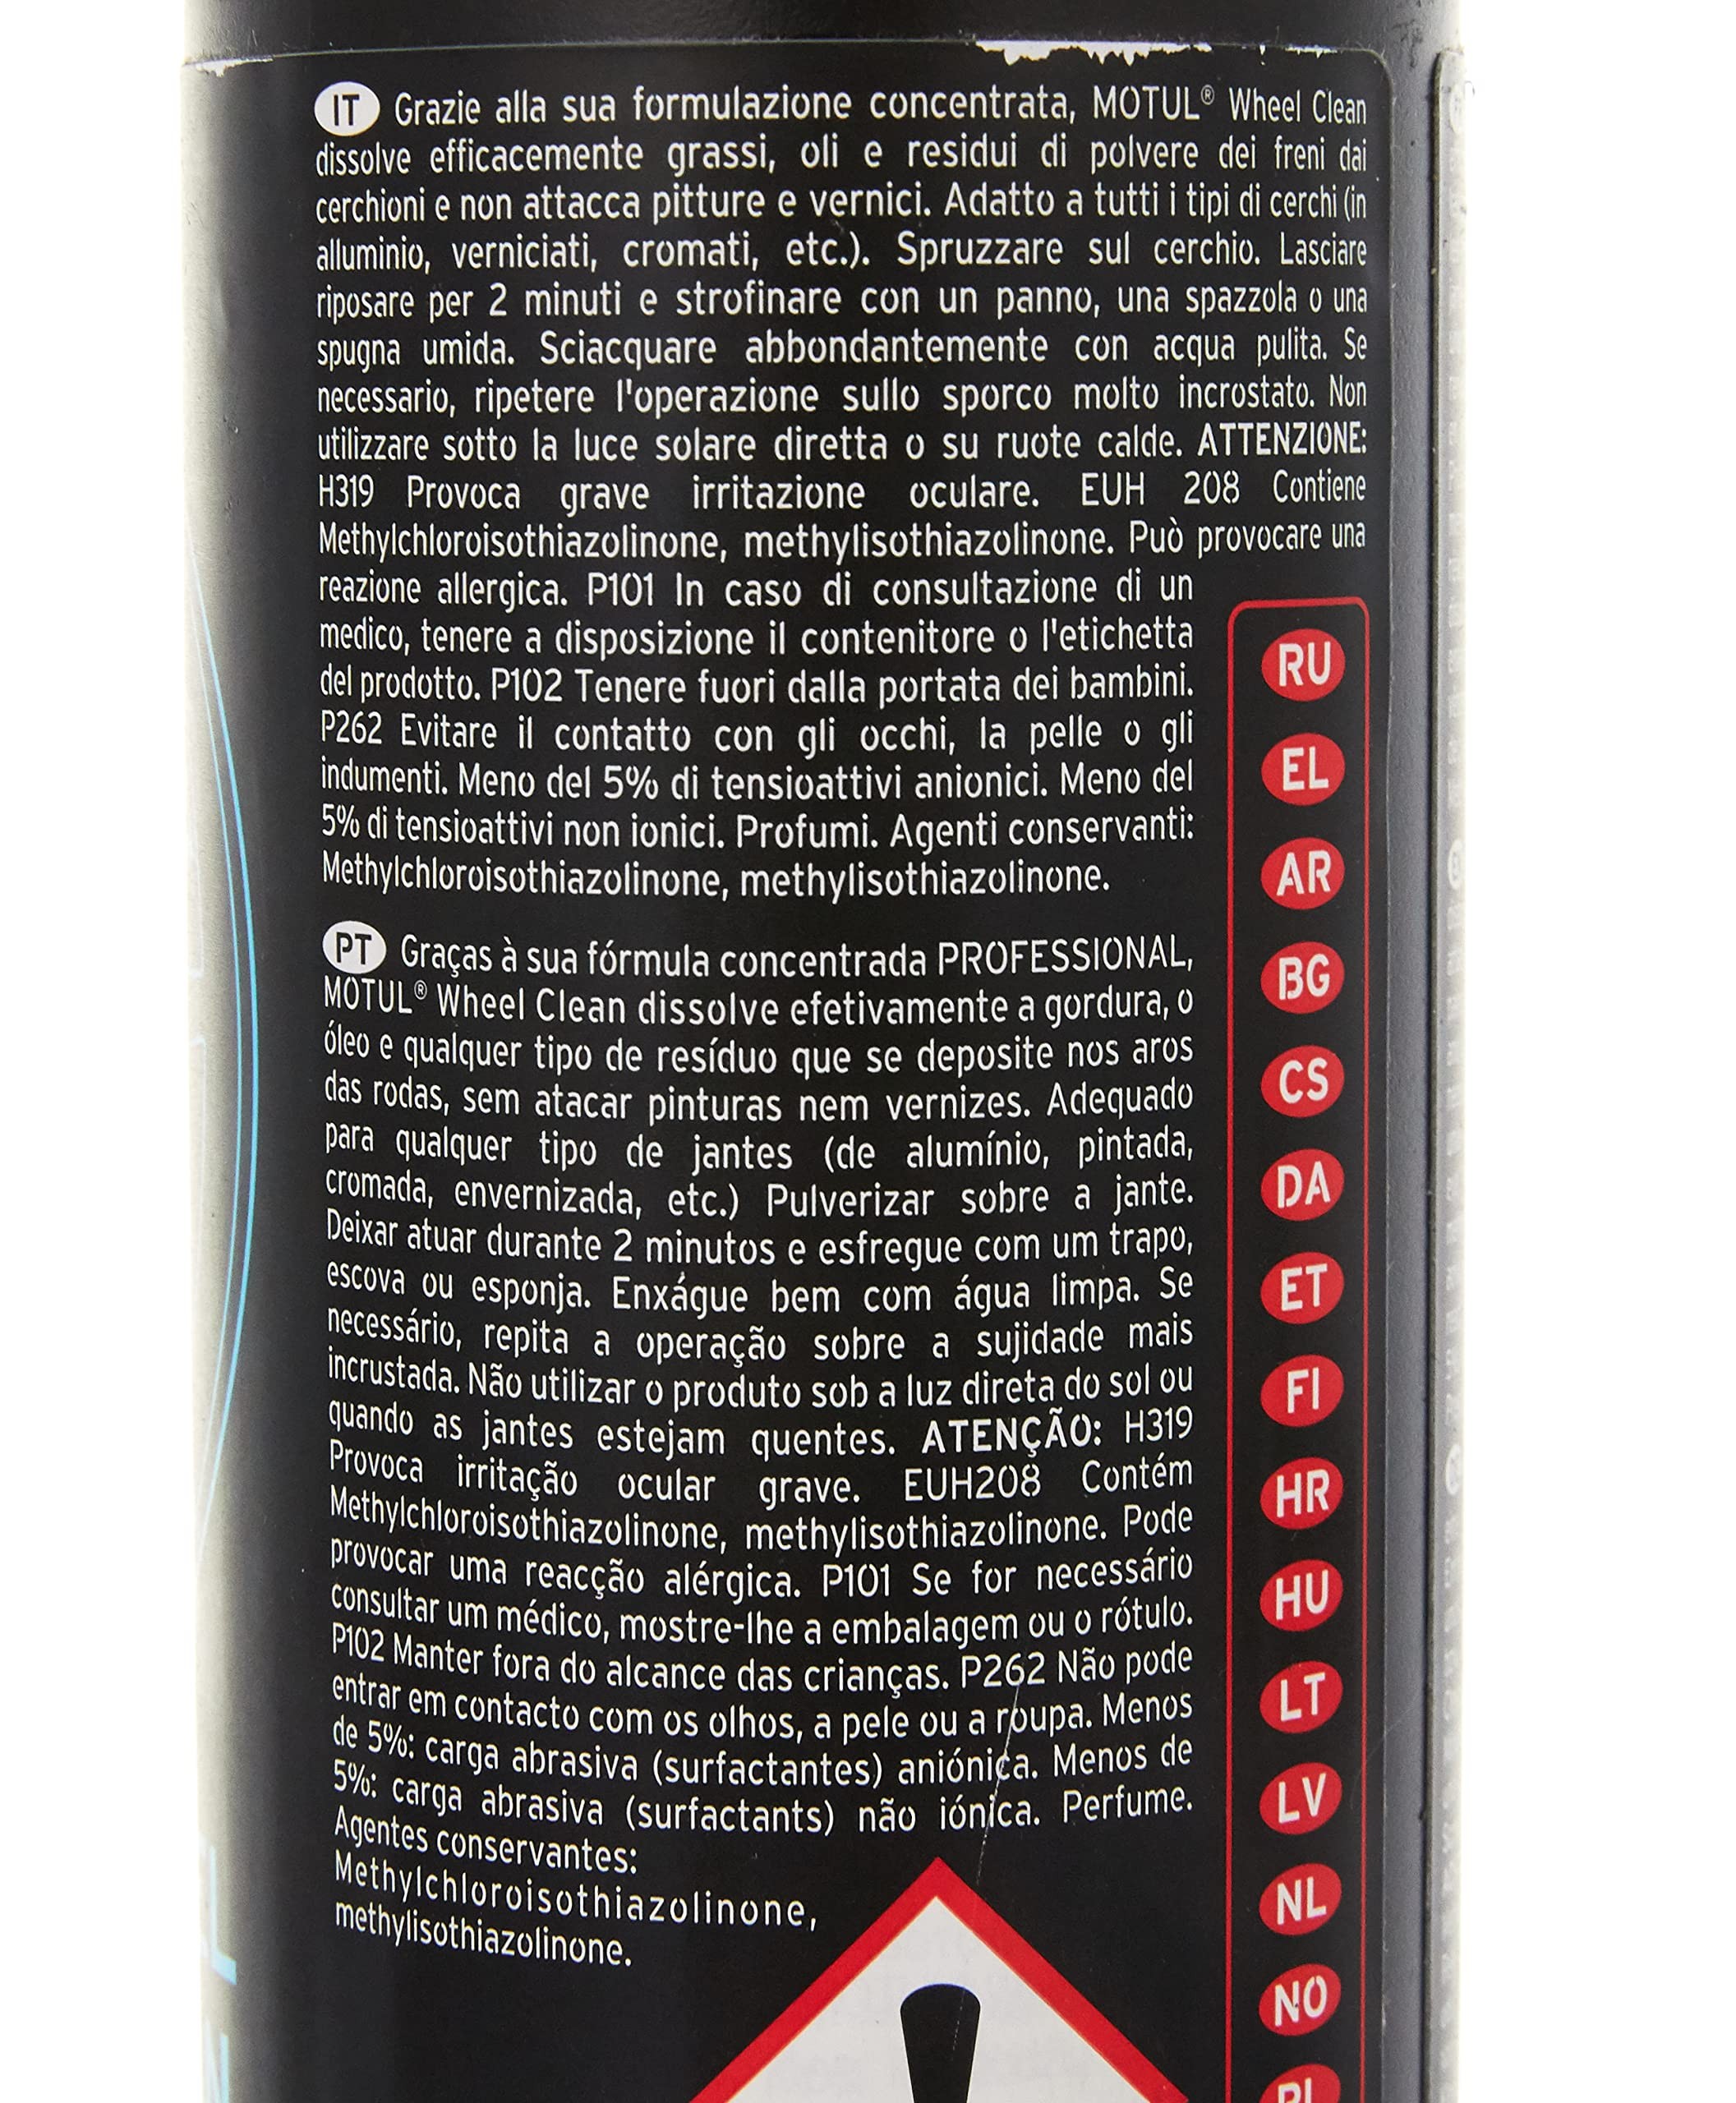 IT Grazie alla sua formulazione concentrata, MOTUL® Wheel Clean
dissolve efficacemente grassi, oli e residui di polvere dei freni dai
cerchioni e non attacca pitture e vernici. Adatto a tutti i tipi di cerchi (in
alluminio, verniciati, cromati, etc.). Spruzzare sul cerchio. Lasciare
riposare per 2 minuti e strofinare con un panno, una spazzola o una
spugna umida. Sciacquare abbondantemente con acqua pulita. Se
necessario, ripetere l'operazione sullo sporco molto incrostato. Non
utilizzare sotto la luce solare diretta o su ruote calde. ATTENZIONE:
H319 Provoca grave irritazione oculare. EUH 208 Contiene
Methylchloroisothiazolinone, methylisothiazolinone. Può provocare una
reazione allergica. P101 In caso di consultazione di un
medico, tenere a disposizione il contenitore o l'etichetta
del prodotto. P102 Tenere fuori dalla portata dei bambini.
P262 Evitare il contatto con gli occhi, la pelle o gli
indumenti. Meno del 5% di tensioattivi anionici. Meno del
5% di tensioattivi non ionici. Profumi. Agenti conservanti:
Methylchloroisothiazolinone, methylisothiazolinone.
PT Graças à sua fórmula concentrada PROFESSIONAL,
MOTUL® Wheel Clean dissolve efetivamente a gordura, o
óleo e qualquer tipo de resíduo que se deposite nos aros
das rodas, sem atacar pinturas nem vernizes. Adequado
para qualquer tipo de jantes (de alumínio, pintada,
cromada, envernizada, etc.) Pulverizar sobre a jante.
Deixar atuar durante 2 minutos e esfregue com um trapo,
escova ou esponja. Enxágue bem com água limpa. Se
necessário, repita a operação sobre a sujidade mais
incrustada. Não utilizar o produto sob a luz direta do sol ou
quando as jantes estejam quentes. ATENÇÃO: H319
Provoca irritação ocular grave. EUH208 Contém
Methylchloroisothiazolinone, methylisothiazolinone. Pode
provocar uma reacção alérgica. P101 Se for necessário
consultar um médico, mostre-lhe a embalagem ou o rótulo.
P102 Manter fora do alcance das crianças. P262 Não pode
entrar em contacto com os olhos, a pele ou a roupa. Menos
de 5%: carga abrasiva (surfactantes) aniónica. Menos de
5%: carga abrasiva (surfactants) não iónica. Perfume.
Agentes conservantes:
Methylchloroisothiazolinone,
methylisothiazolinone.
RU
EL
AR
BG
CS
DA
ET
FI
HR
HU
LT
LV
NL
NO